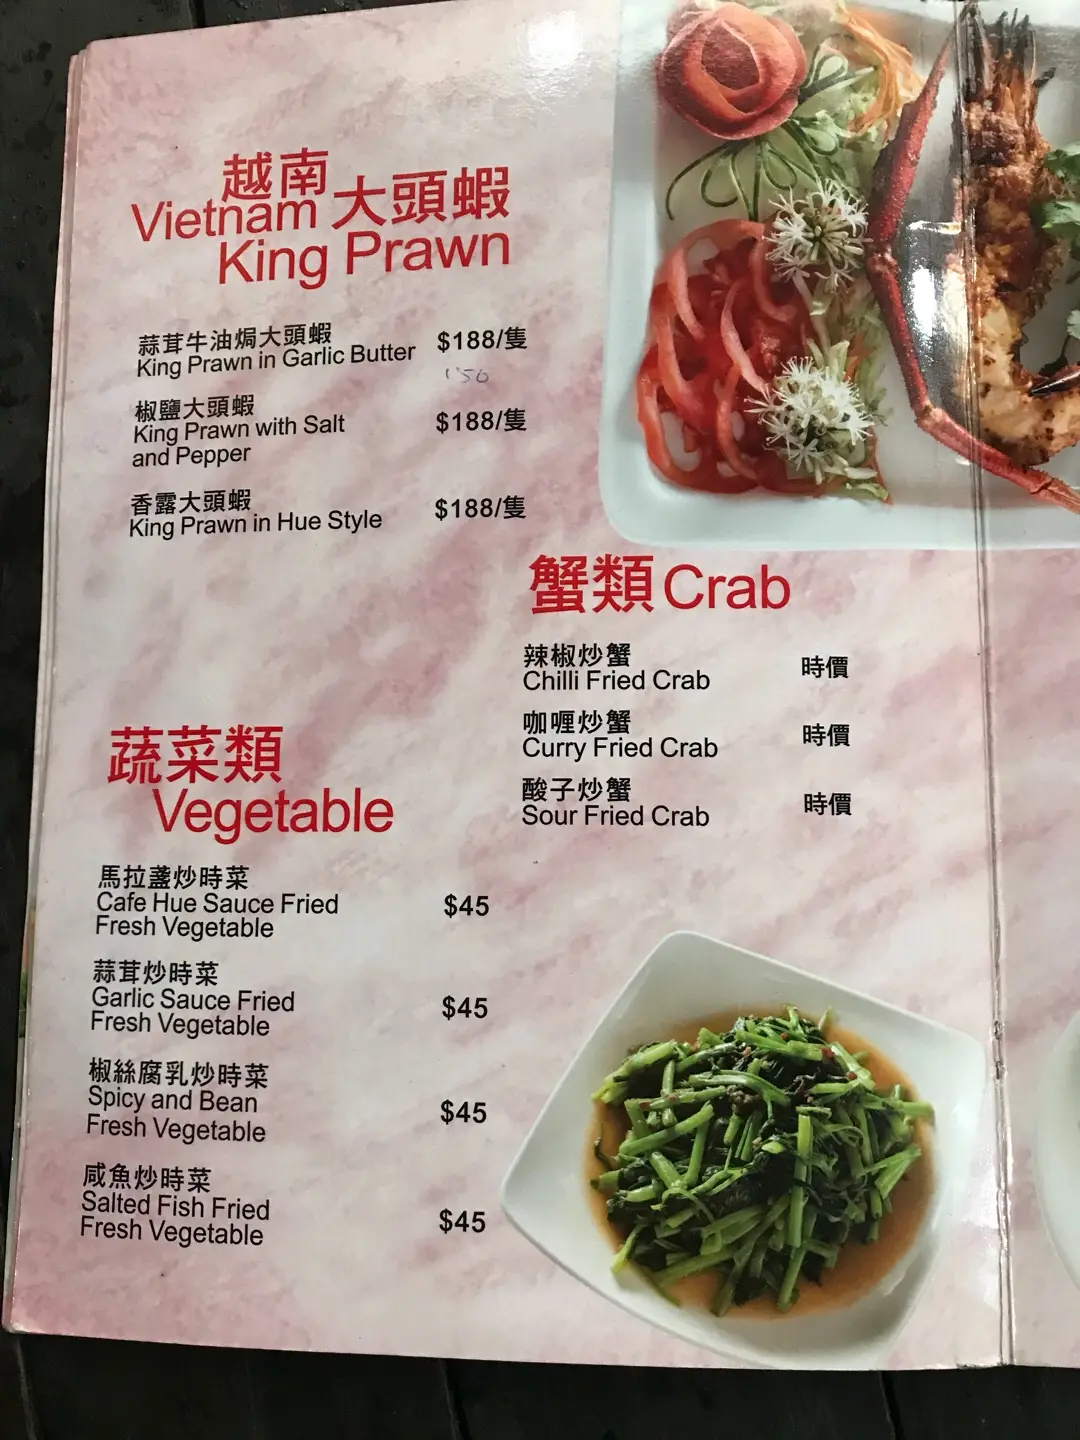 越南
Vietnam 大頭蝦
King Prawn
蒜茸牛油焗大頭蝦
King Prawn in Garlic Butter $188/隻
椒鹽大頭蝦
King Prawn with Salt $188/隻
and Pepper
香露大頭蝦
King Prawn in Hue Style $188/隻
蟹類 Crab
辣椒炒蟹
Chilli Fried Crab 時價
咖喱炒蟹
Curry Fried Crab 時價
酸子炒蟹
Sour Fried Crab 時價
蔬菜類
Vegetable
馬拉盞炒時菜
Cafe Hue Sauce Fried $45
Fresh Vegetable
蒜茸炒時菜
Garlic Sauce Fried $45
Fresh Vegetable
椒絲腐乳炒時菜
Spicy and Bean $45
Fresh Vegetable
咸魚炒時菜
Salted Fish Fried $45
Fresh Vegetable